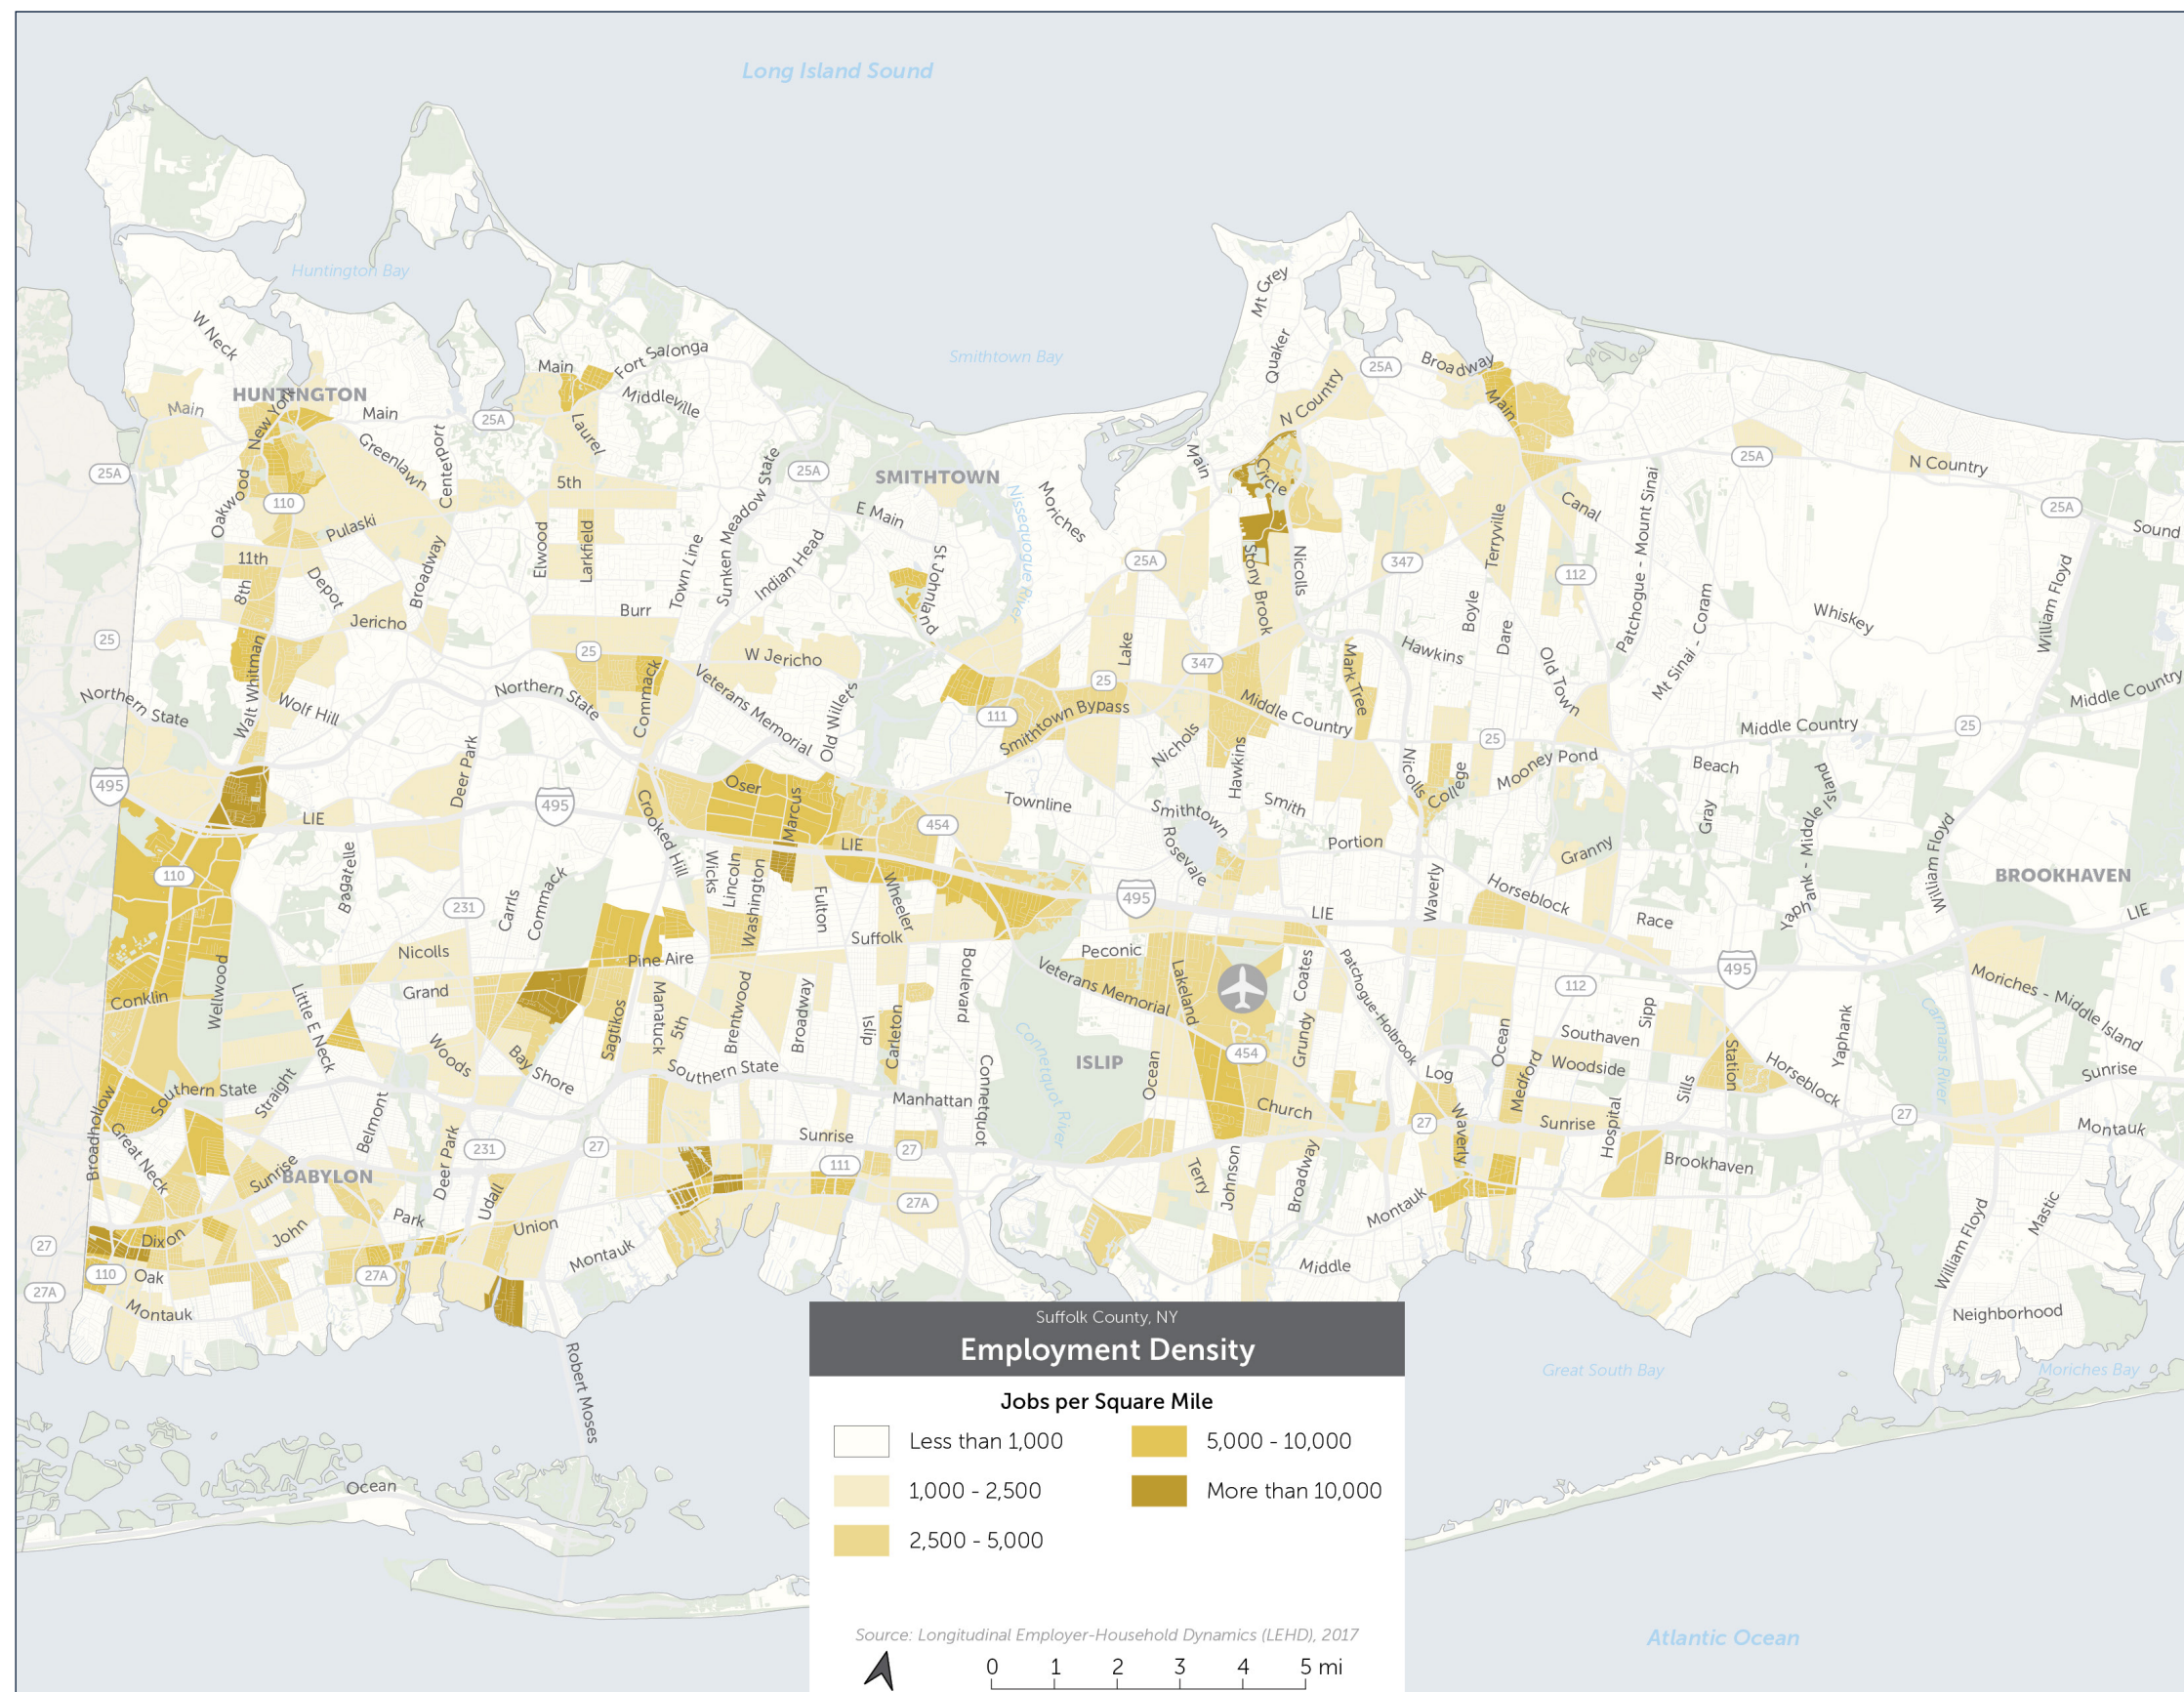 Long Island Sound
Huntington Bay
Smithtown Bay
Mt Grey
Quaker
W Neck
Main
Fort Salonga
Middleville
Broadway
25A
HUNTINGTON
Main
New York
Main
25A
Laurel
N Country
Main
Greenlawn
Centerport
25A
Oakwood
110
Pulaski
5th
25A
SMITHTOWN
E Main
Nissequogue River
Moriches
Main
Circle
25A
N Country
25A
Sound
Canal
Terryville
Patchogue - Mount Sinai
11th
8th
Depot
Broadway
Elwood
Larkfield
Town Line
Sunken Meadow State
Indian Head
St Johnland
25A
Stony Brook
Nicolls
347
112
Jericho
Burr
25
25
W Jericho
Lake
347
25
Mark Tree
Hawkins
Boyle
Dare
Old Town
Mt Sinai - Coram
Whiskey
William Floyd
Northern State
Walt Whitman
Wolf Hill
Northern State
Commack
Veterans Memorial
Old Willets
111
Smithtown Bypass
Nichols
Middle Country
Hawkins
25
Middle Country
25
Middle Country
495
Deer Park
495
LIE
Oser
Marcus
454
Townline
Smithtown
Smith
Nicolls
College
Mooney Pond
Beach
Gray
Yaphank - Middle Island
William Floyd
Crooked Hill
LIE
Rosevale
Portion
Granny
110
Bagatelle
231
Carrls
Commack
Wicks
Lincoln
Washington
Fulton
Wheeler
495
LIE
Waverly
Horseblock
Race
BROOKHAVEN
LIE
Nicolls
Pine Aire
Suffolk
Boulevard
Peconic
Veterans Memorial
Lakeland
Coates
Patchogue-Holbrook
112
495
Moriches - Middle Island
Conklin
Wellwood
Little E Neck
Grand
Sagtikos
Manatuck
5th
Brentwood
Broadway
Islip
Carleton
Connetquot River
ISLIP
454
Grundy
Ocean
Southaven
Sipp
Yaphank
Carmans River
Woods
Bay Shore
Southern State
Connetquot
Ocean
Log
Medford
Woodside
Station
Horseblock
Sunrise
Broadhollow
Southern State
Straight
Belmont
Manhattan
Church
27
Waverly
Sunrise
Hospital
Sills
27
Montauk
Great Neck
Sunrise
BABYLON
Deer Park
231
27
Sunrise
27
111
Terry
Johnson
Broadway
Brookhaven
27A
Udall
Park
Union
Montauk
Montauk
William Floyd
Mastic
27
Dixon
John
110
Oak
27A
27A
Montauk
Middle
Neighborhood
Robert Moses
Great South Bay
Moriches Bay
Ocean
Atlantic Ocean
Suffolk County, NY
Employment Density
Jobs per Square Mile
Less than 1,000
1,000 - 2,500
2,500 - 5,000
5,000 - 10,000
More than 10,000
Source: Longitudinal Employer-Household Dynamics (LEHD), 2017
0 1 2 3 4 5 mi